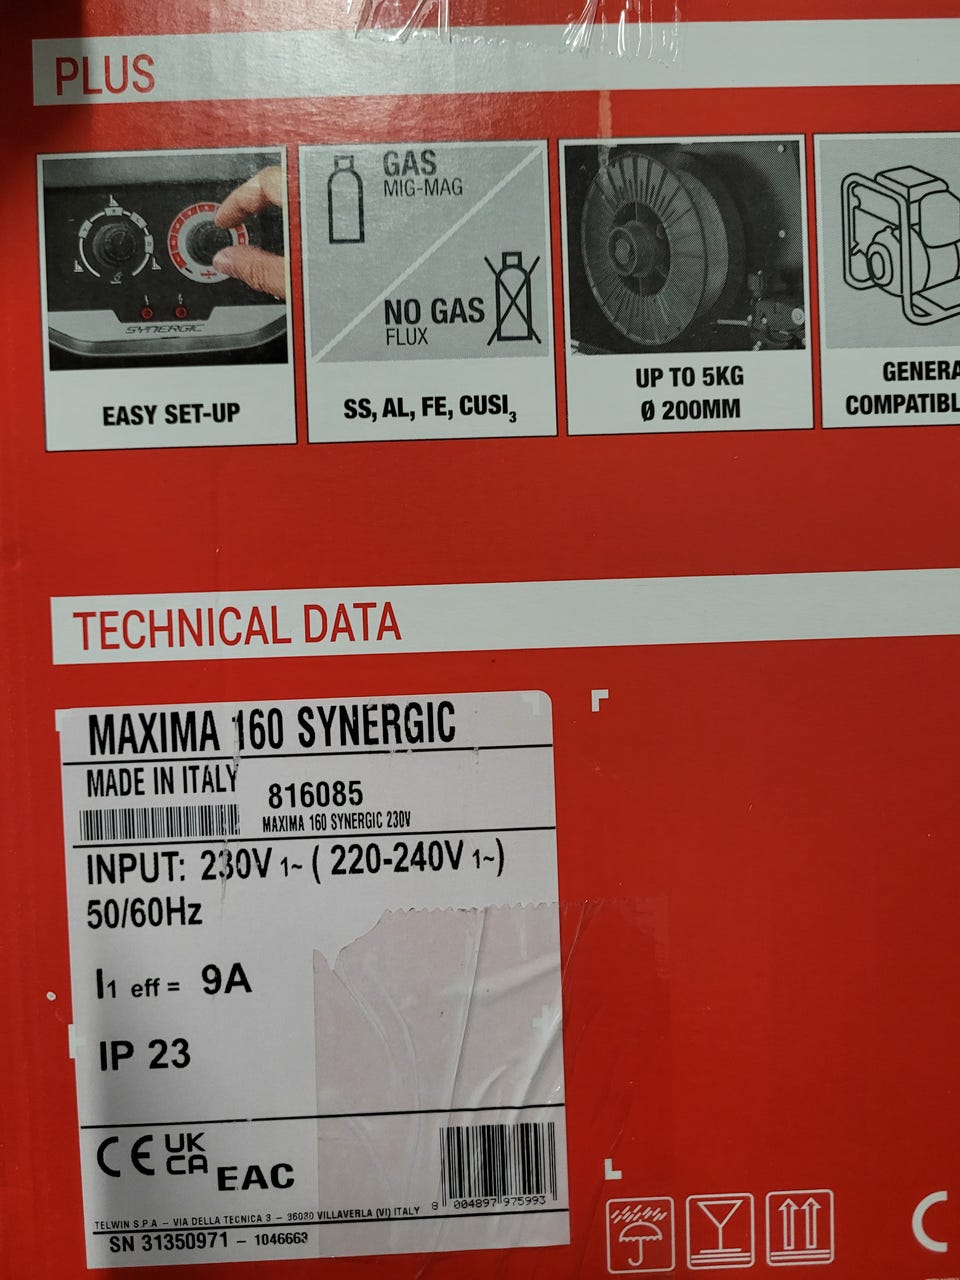 PLUS
GAS
MIG-MAG
NO GAS
FLUX
SYNERGIC
EASY SET-UP
SS, AL, FE, CUSI₃
UP TO 5KG
Ø 200MM
GENERA
COMPATIBL
TECHNICAL DATA
MAXIMA 160 SYNERGIC
MADE IN ITALY
816085
MAXIMA 160 SYNERGIC 230V
INPUT: 230V 1~ ( 220-240V 1~)
50/60Hz
I1 eff = 9A
IP 23
CE UK CA EAC
8 004897 975993
TELWIN S.P.A – VIA DELLA TECNICA 3 – 36030 VILLAVERLA (VI) ITALY
SN 31350971 – 1046663